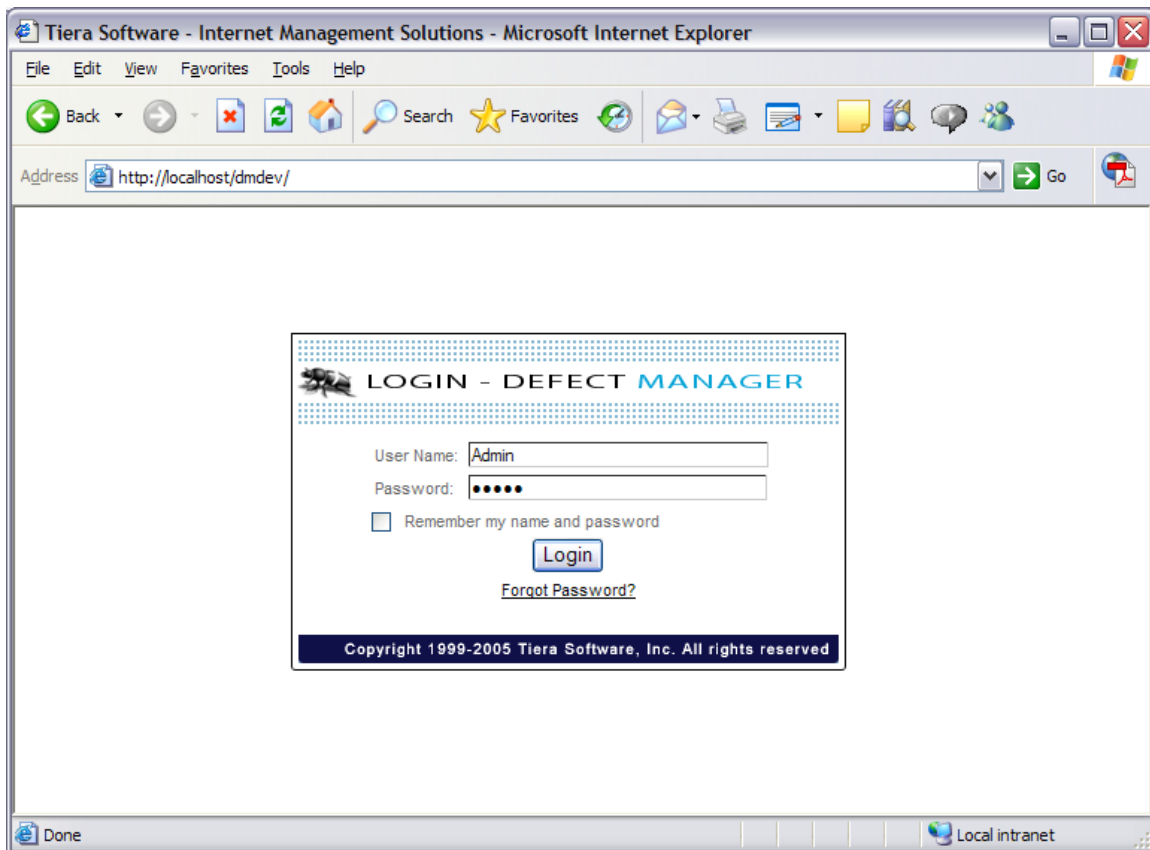 Tiera Software - Internet Management Solutions - Microsoft Internet Explorer
File Edit View Favorites Tools Help
Back Search Favorites
Address http://localhost/dmdev/ Go
LOGIN - DEFECT MANAGER
User Name: Admin
Password: •••••
Remember my name and password
Login
Forgot Password?
Copyright 1999-2005 Tiera Software, Inc. All rights reserved
Done Local intranet